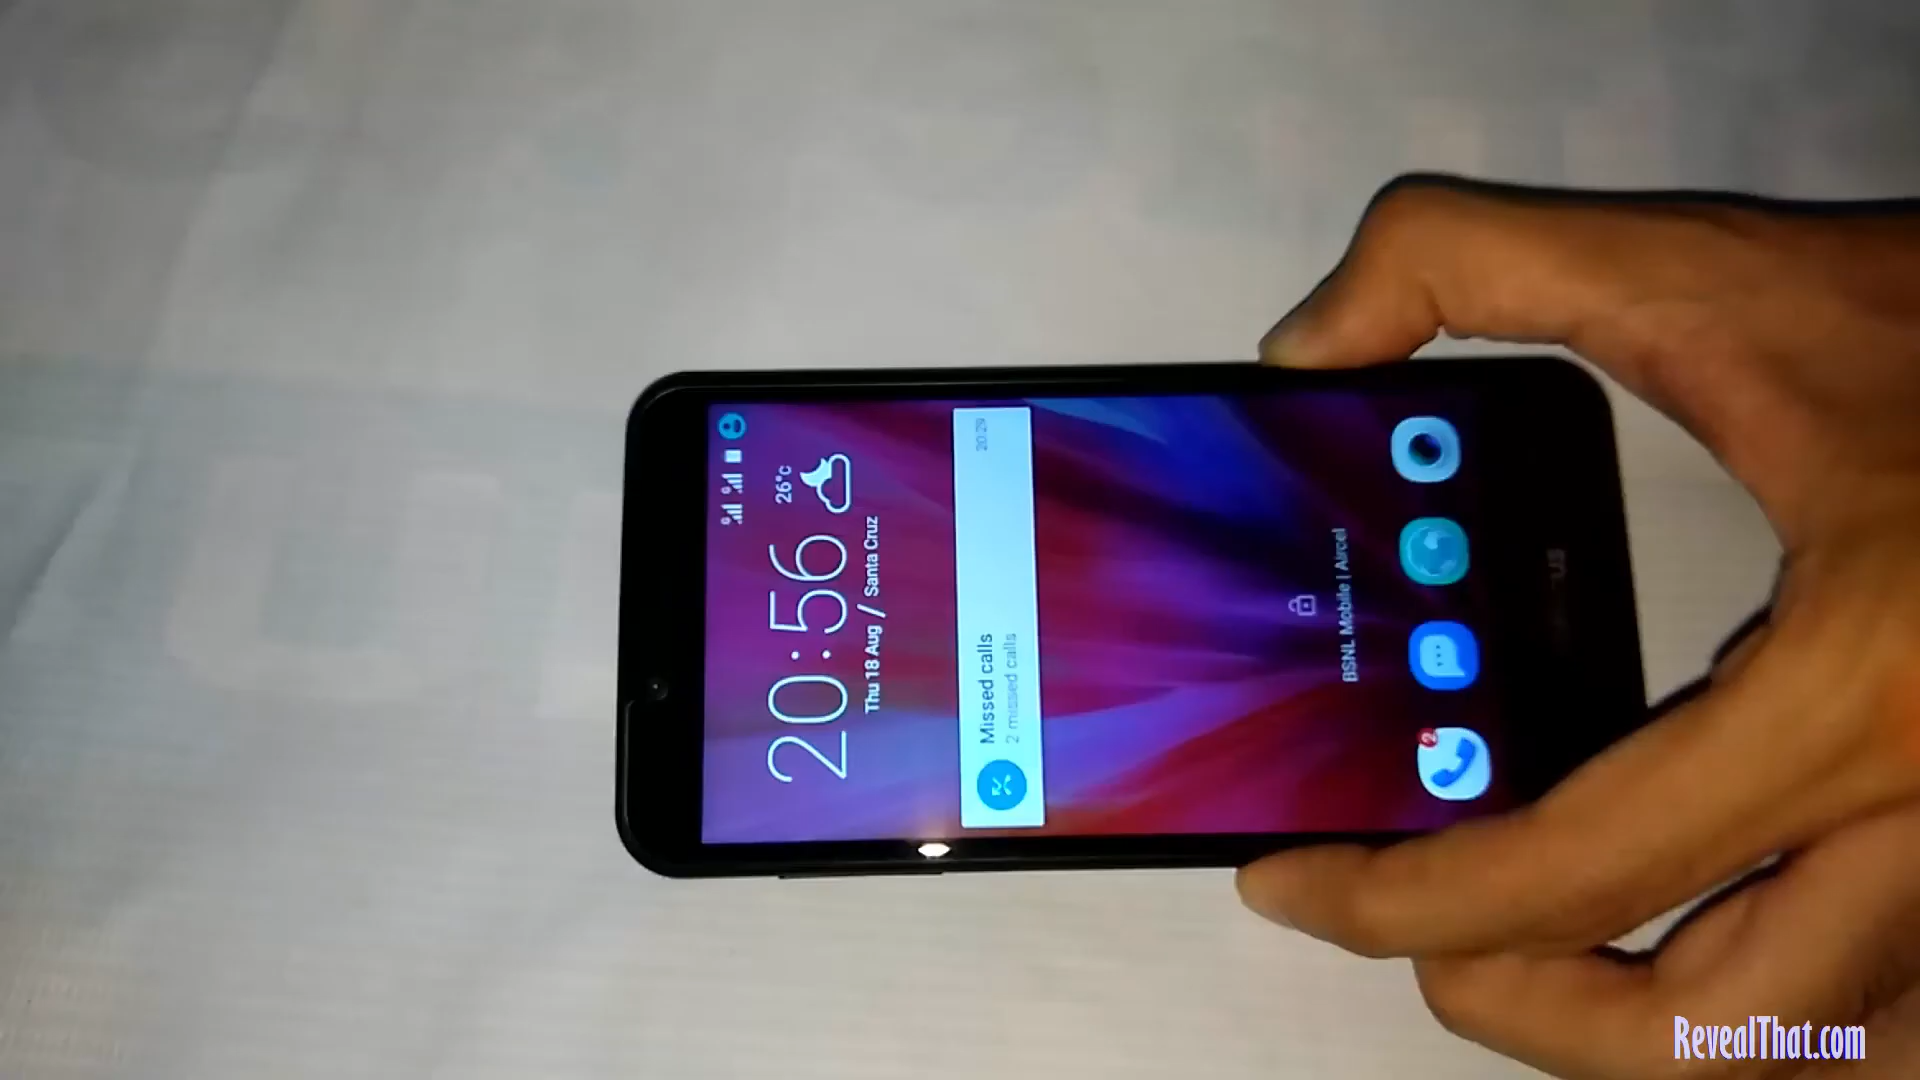 26°c
20:56
Thu 18 Aug / Santa Cruz
Missed calls
20:29
2 missed calls
BSNL Mobile | Aircel
2
RevealThat.com